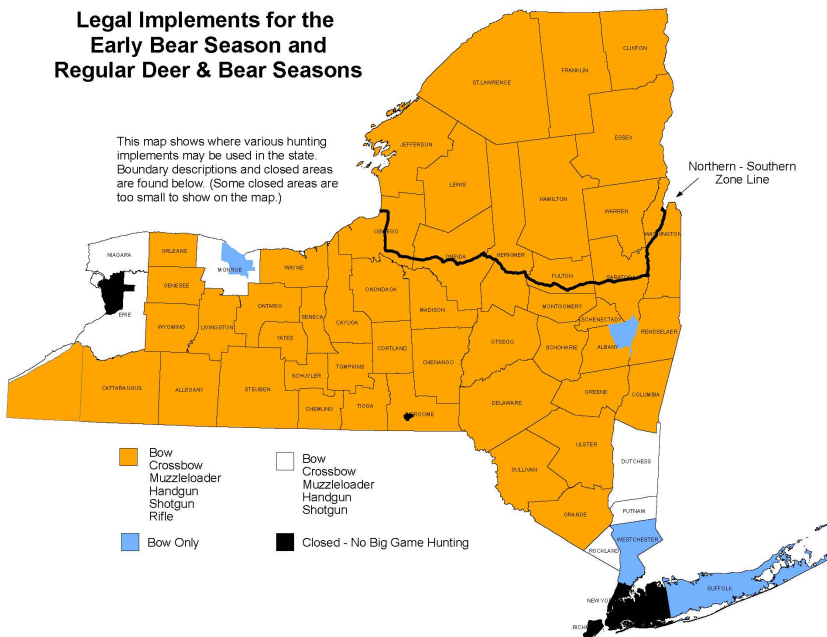 Legal Implements for the
Early Bear Season and
Regular Deer & Bear Seasons
This map shows where various hunting
implements may be used in the state.
Boundary descriptions and closed areas
are found below. (Some closed areas are
too small to show on the map.)
Northern - Southern
Zone Line
CLINTON
FRANKLIN
ST.LAWRENCE
ESSEX
JEFFERSON
LEWIS
HAMILTON
WARREN
WASHINGTON
OSWEGO
ONEIDA
HERKIMER
FULTON
SARATOGA
NIAGARA
ORLEANS
MONROE
WAYNE
GENESEE
ONONDAGA
MADISON
MONTGOMERY
SCHENECTADY
ERIE
ONTARIO
SENECA
CAYUGA
WYOMING
LIVINGSTON
YATES
CORTLAND
OTSEGO
SCHOHARIE
ALBANY
RENSSELAER
CHENANGO
TOMPKINS
SCHUYLER
CATTARAUGUS
ALLEGANY
STEUBEN
CHEMUNG
TIOGA
BROOME
DELAWARE
GREENE
COLUMBIA
ULSTER
SULLIVAN
DUTCHESS
ORANGE
PUTNAM
ROCKLAND
WESTCHESTER
SUFFOLK
NEW YO
RICH
Bow
Crossbow
Muzzleloader
Handgun
Shotgun
Rifle
Bow Only
Bow
Crossbow
Muzzleloader
Handgun
Shotgun
Closed - No Big Game Hunting